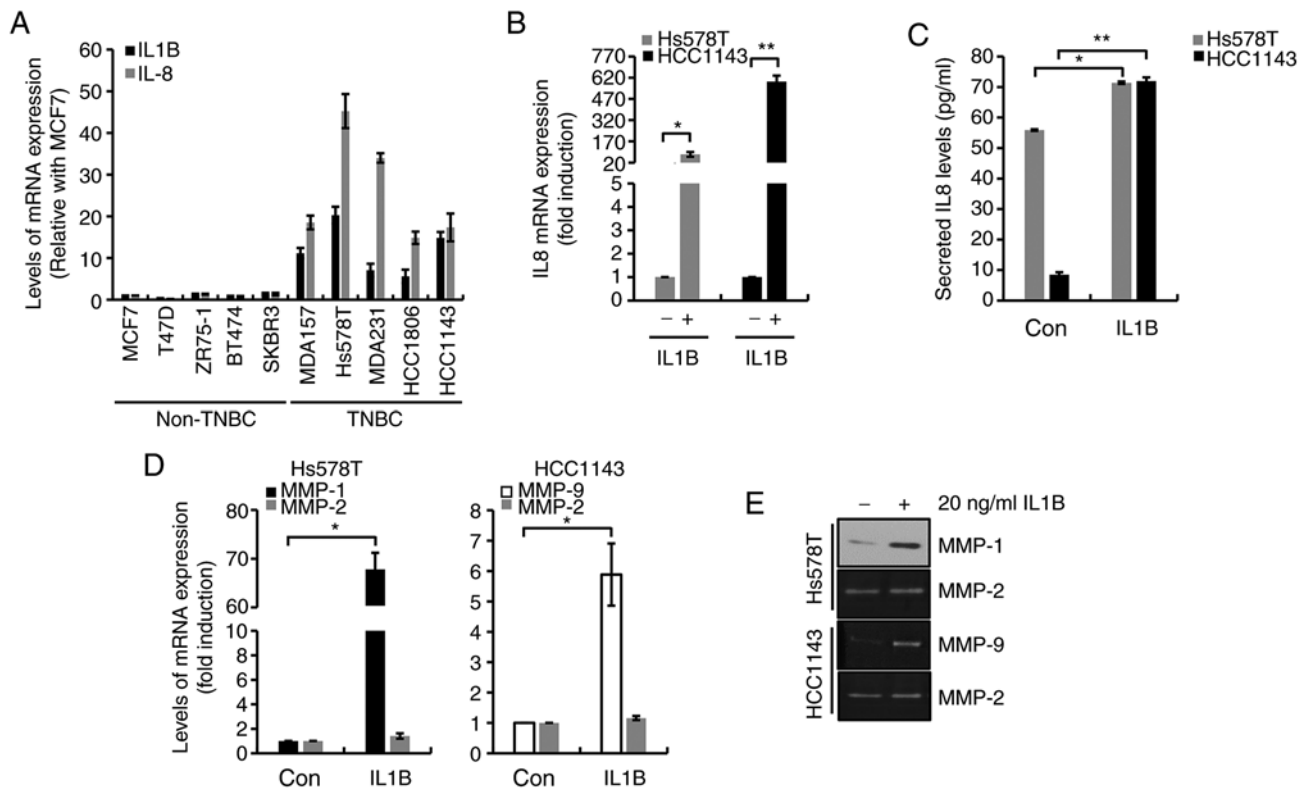 A
Levels of mRNA expression
(Relative with MCF7)
60
50
40
30
20
10
0
IL1B
IL-8
MCF7
T47D
ZR75-1
BT474
SKBR3
MDA157
Hs578T
MDA231
HCC1806
HCC1143
Non-TNBC
TNBC
B
IL8 mRNA expression
(fold induction)
Hs578T
HCC1143
770
620
470
320
170
20
5
4
3
2
1
0
*
**
– + – +
IL1B IL1B
C
Secreted IL8 levels (pg/ml)
80
70
60
50
40
30
20
10
0
**
*
Hs578T
HCC1143
Con IL1B
D
Levels of mRNA expression
(fold induction)
Hs578T
MMP-1
MMP-2
80
70
60
10
8
6
4
2
0
*
Con IL1B
HCC1143
MMP-9
MMP-2
8
7
6
5
4
3
2
1
0
*
Con IL1B
E
– + 20 ng/ml IL1B
Hs578T
MMP-1
MMP-2
HCC1143
MMP-9
MMP-2